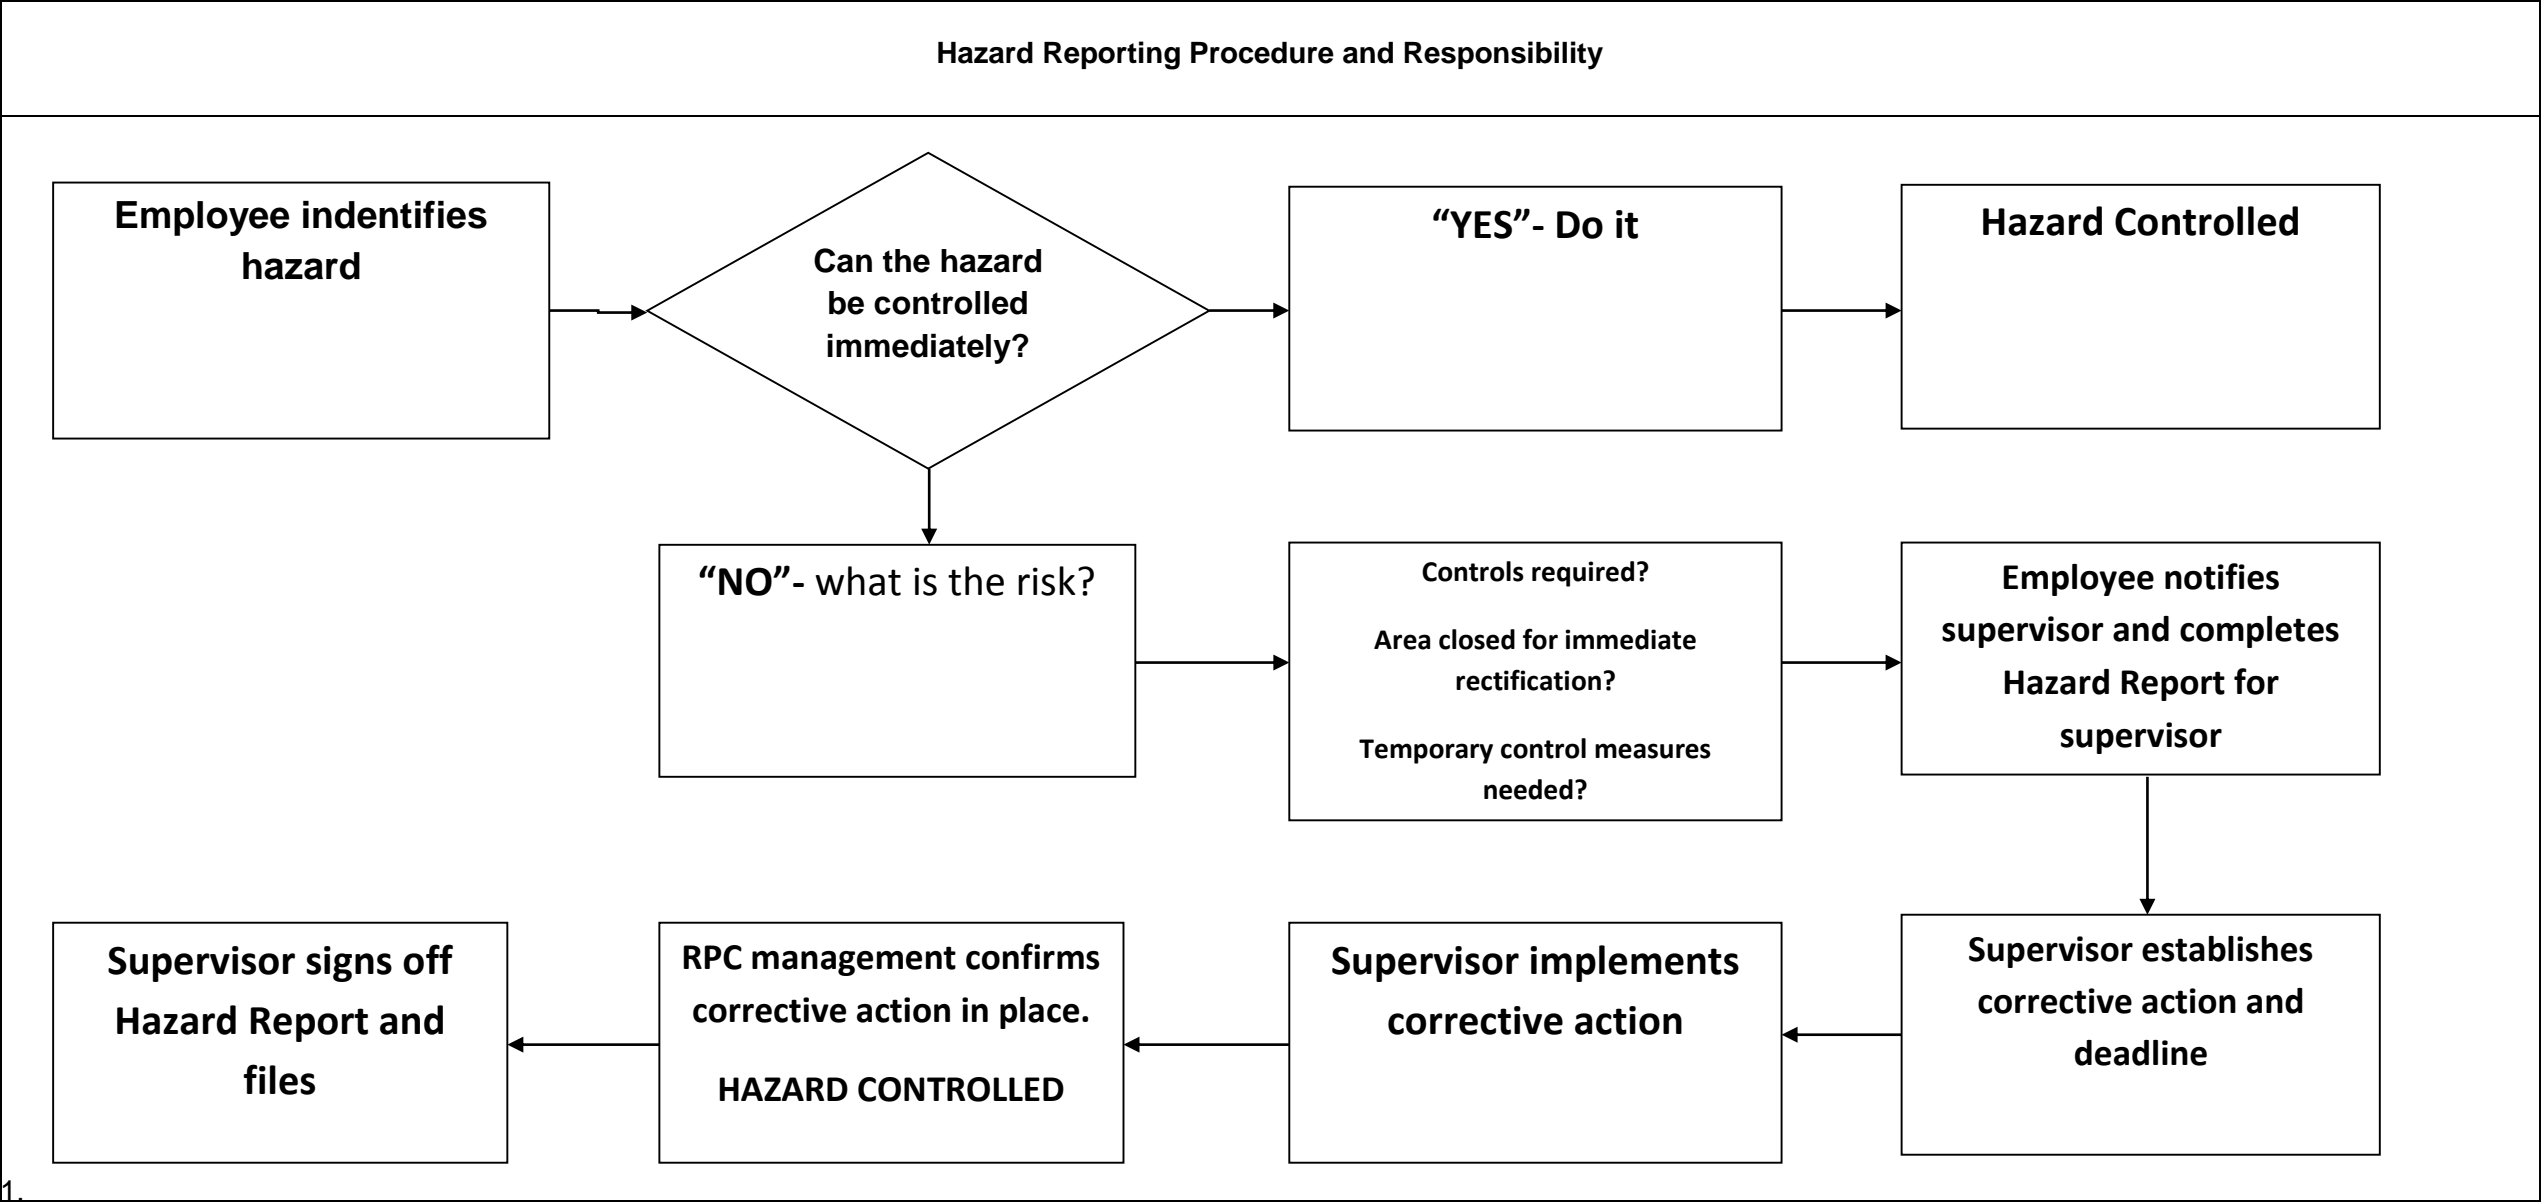 Hazard Reporting Procedure and Responsibility
Employee indentifies
hazard
Can the hazard
be controlled
immediately?
“YES”- Do it
Hazard Controlled
“NO”- what is the risk?
Controls required?
Area closed for immediate
rectification?
Temporary control measures
needed?
Employee notifies
supervisor and completes
Hazard Report for
supervisor
Supervisor establishes
corrective action and
deadline
Supervisor implements
corrective action
RPC management confirms
corrective action in place.
HAZARD CONTROLLED
Supervisor signs off
Hazard Report and
files
1.